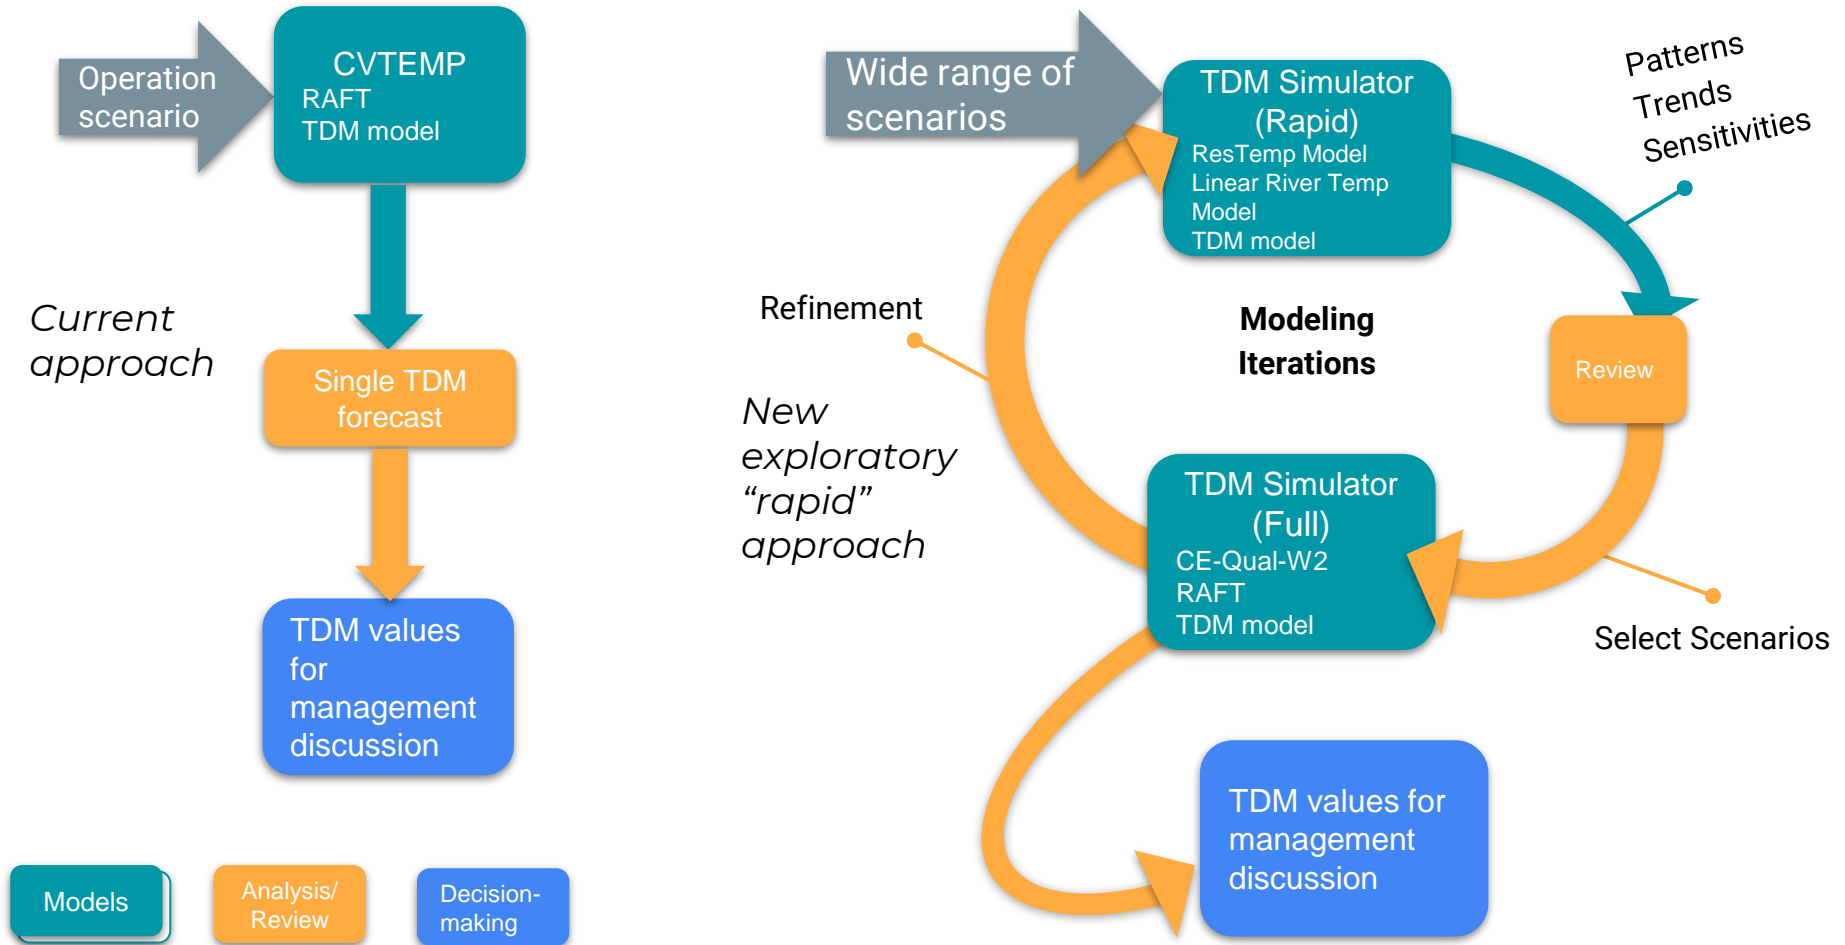 Operation
scenario
CVTEMP
RAFT
TDM model
Current
approach
Single TDM
forecast
TDM values
for
management
discussion
Models
Analysis/
Review
Decision-
making
Wide range of
scenarios
TDM Simulator
(Rapid)
ResTemp Model
Linear River Temp
Model
TDM model
Patterns
Trends
Sensitivities
Refinement
Modeling
Iterations
Review
New
exploratory
“rapid”
approach
TDM Simulator
(Full)
CE-Qual-W2
RAFT
TDM model
Select Scenarios
TDM values for
management
discussion